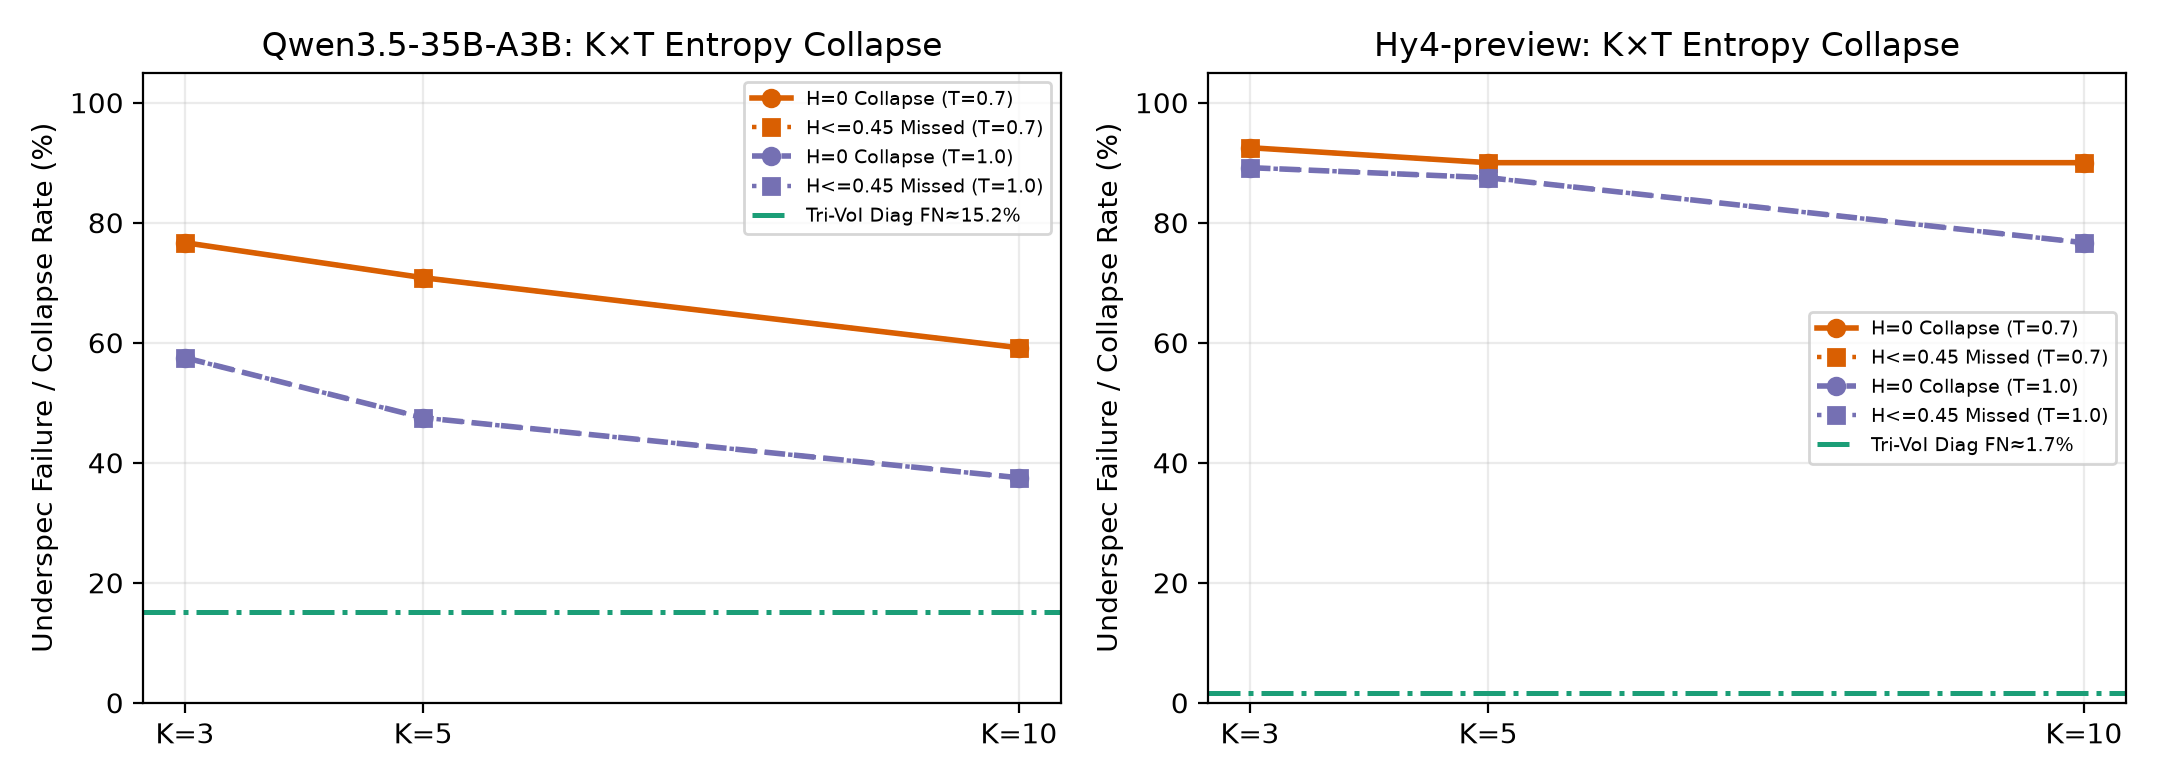 Qwen3.5-35B-A3B: K×T Entropy Collapse
Underspec Failure / Collapse Rate (%)
100
80
60
40
20
0
H=0 Collapse (T=0.7)
H<=0.45 Missed (T=0.7)
H=0 Collapse (T=1.0)
H<=0.45 Missed (T=1.0)
Tri-Vol Diag FN≈15.2%
K=3
K=5
K=10
Hy4-preview: K×T Entropy Collapse
Underspec Failure / Collapse Rate (%)
100
80
60
40
20
0
H=0 Collapse (T=0.7)
H<=0.45 Missed (T=0.7)
H=0 Collapse (T=1.0)
H<=0.45 Missed (T=1.0)
Tri-Vol Diag FN≈1.7%
K=3
K=5
K=10